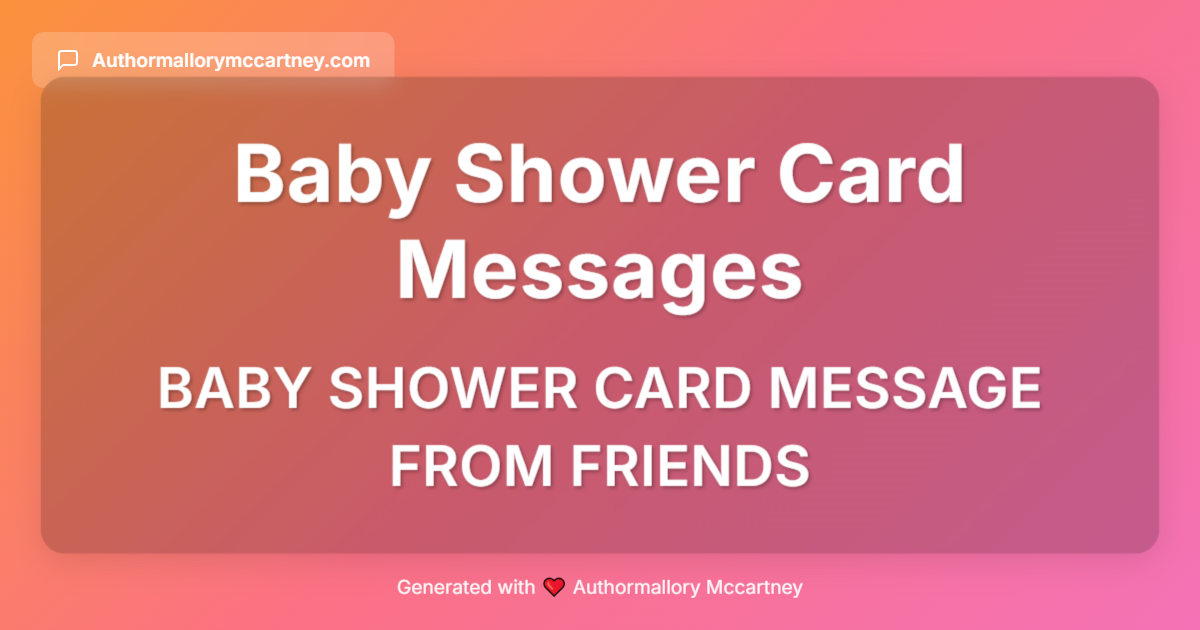 Authormallorymccartney.com
Baby Shower Card
Messages
BABY SHOWER CARD MESSAGE
FROM FRIENDS
Generated with ❤️ Authormallory Mccartney